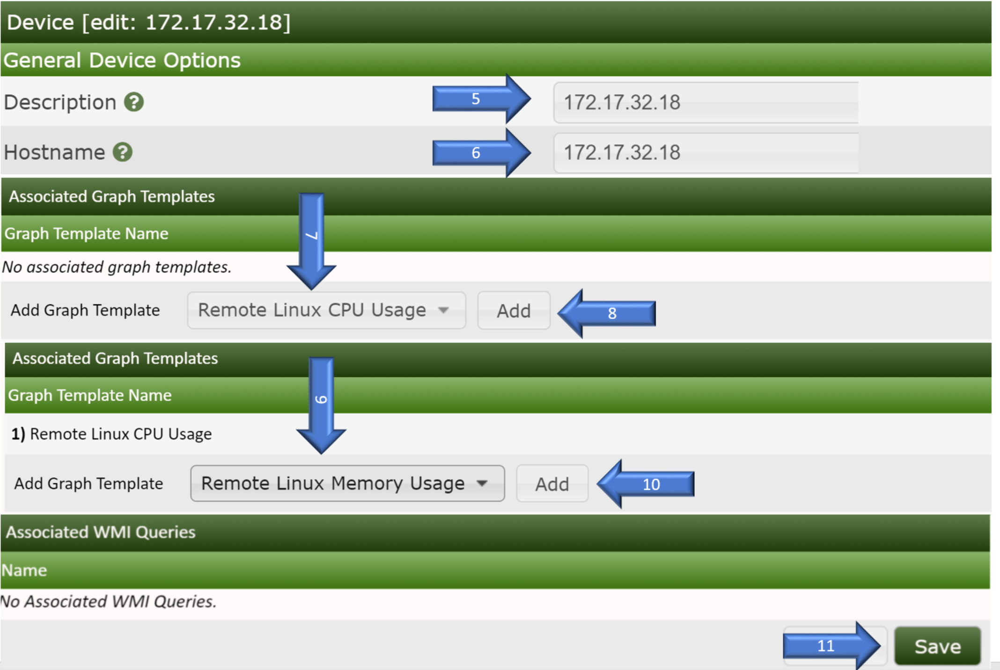 Device [edit: 172.17.32.18]
General Device Options
Description ? 5 172.17.32.18
Hostname ? 6 172.17.32.18
Associated Graph Templates
7
Graph Template Name
No associated graph templates.
Add Graph Template Remote Linux CPU Usage Add 8
Associated Graph Templates
9
Graph Template Name
1) Remote Linux CPU Usage
Add Graph Template Remote Linux Memory Usage Add 10
Associated WMI Queries
Name
No Associated WMI Queries.
11 Save